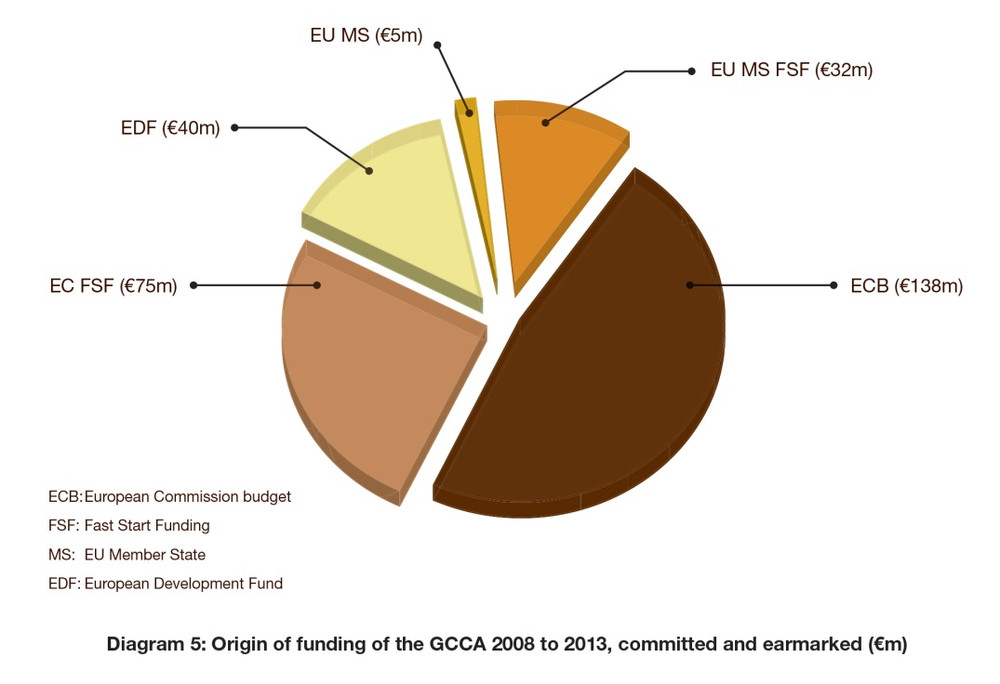 EU MS (€5m)
EU MS FSF (€32m)
EDF (€40m)
EC FSF (€75m)
ECB (€138m)
ECB: European Commission budget
FSF: Fast Start Funding
MS: EU Member State
EDF: European Development Fund
Diagram 5: Origin of funding of the GCCA 2008 to 2013, committed and earmarked (€m)